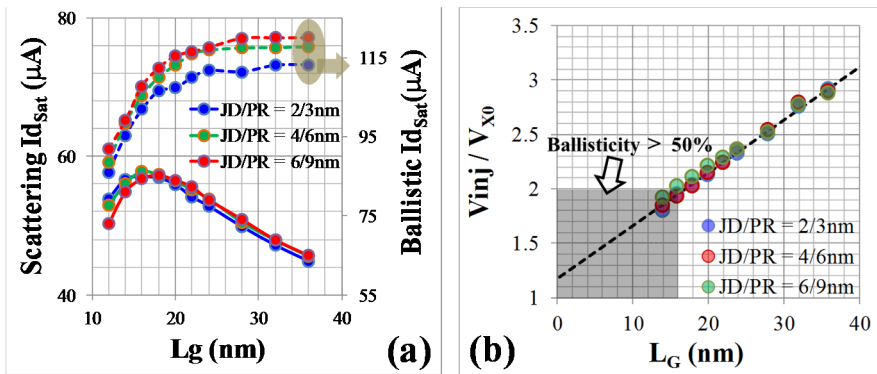 80
60
40
Scattering Id_Sat (μA)
115
95
75
55
Ballistic Id_Sat (μA)
JD/PR = 2/3nm
JD/PR = 4/6nm
JD/PR = 6/9nm
10 20 30 40
Lg (nm)
(a)
3.5
3
2.5
2
1.5
1
Vinj / V_X0
Ballisticity > 50%
JD/PR = 2/3nm
JD/PR = 4/6nm
JD/PR = 6/9nm
0 10 20 30 40
L_G (nm)
(b)